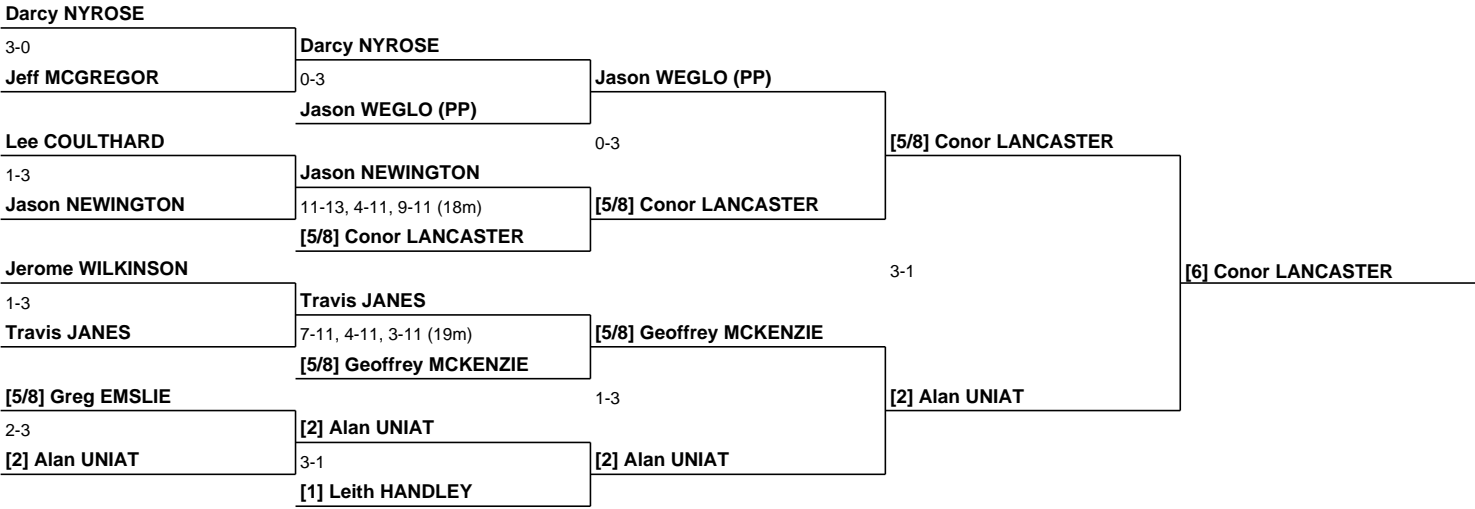 Darcy NYROSE
3-0
Jeff MCGREGOR
Lee COULTHARD
1-3
Jason NEWINGTON
Jerome WILKINSON
1-3
Travis JANES
[5/8] Greg EMSLIE
2-3
[2] Alan UNIAT
Darcy NYROSE
0-3
Jason WEGLO (PP)
Jason NEWINGTON
11-13, 4-11, 9-11 (18m)
[5/8] Conor LANCASTER
Travis JANES
7-11, 4-11, 3-11 (19m)
[5/8] Geoffrey MCKENZIE
[2] Alan UNIAT
3-1
[1] Leith HANDLEY
Jason WEGLO (PP)
0-3
[5/8] Conor LANCASTER
[5/8] Geoffrey MCKENZIE
1-3
[2] Alan UNIAT
[5/8] Conor LANCASTER
3-1
[2] Alan UNIAT
[6] Conor LANCASTER